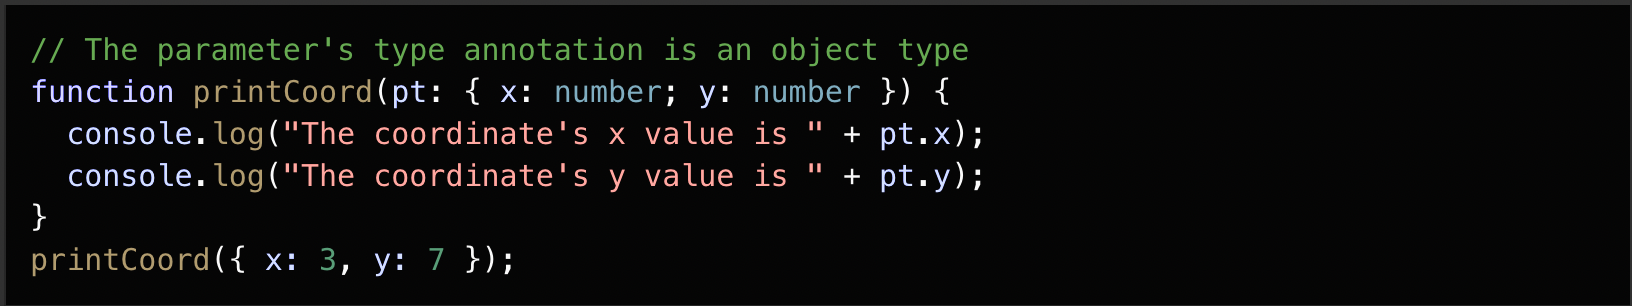 // The parameter's type annotation is an object type
function printCoord(pt: { x: number; y: number }) {
  console.log("The coordinate's x value is " + pt.x);
  console.log("The coordinate's y value is " + pt.y);
}
printCoord({ x: 3, y: 7 });